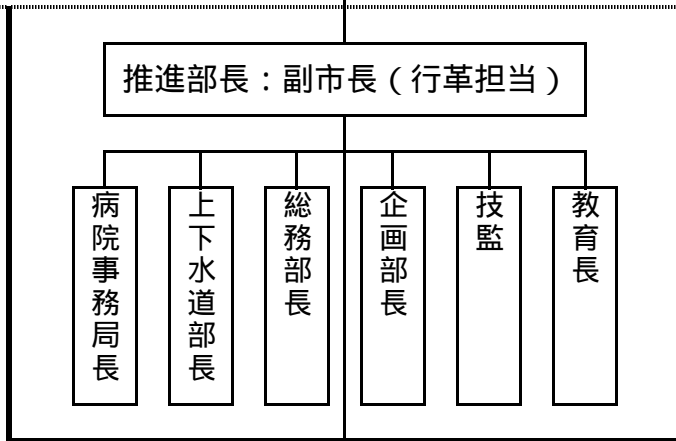 推進部長：副市長（行革担当）
病院事務局長
上下水道部長
総務部長
企画部長
技監
教育長